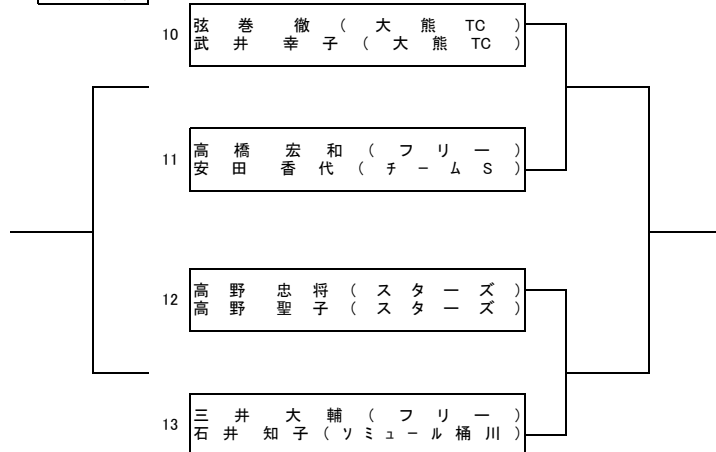 10
弦巻 徹(大熊TC)
武井 幸子(大熊TC)
11
高橋 宏和(フリー)
安田 香代(チームS)
12
高野 忠将(スターズ)
高野 聖子(スターズ)
13
三井 大輔(フリー)
石井 知子(ソミュール桶川)